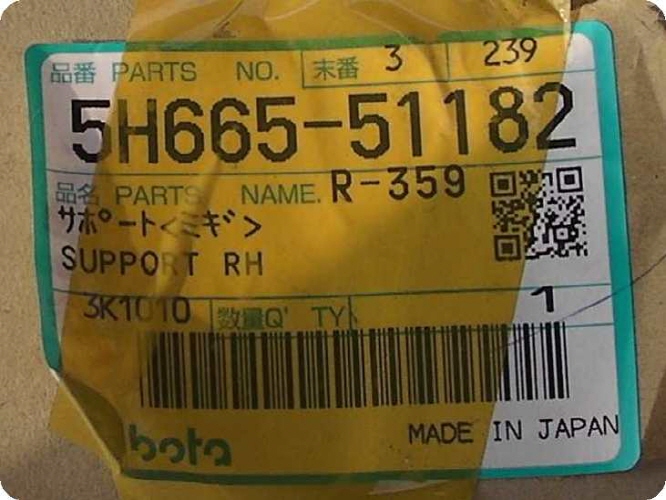 品番 PARTS NO. 末番 3 239
5H665-51182
品名 PARTS NAME. R-359
サポート<ミギ>
SUPPORT RH
3K1010 数量Q'TY 1
MADE IN JAPAN
bota